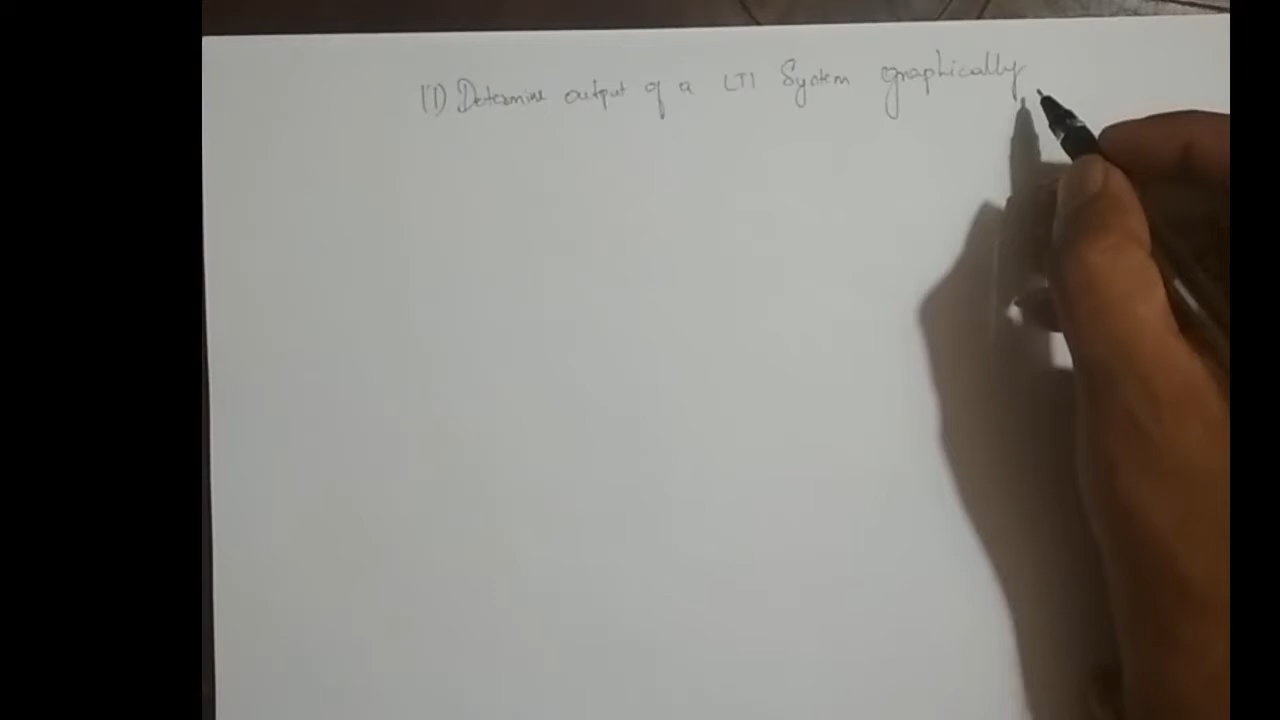 (1) Determine output of a LTI System graphically